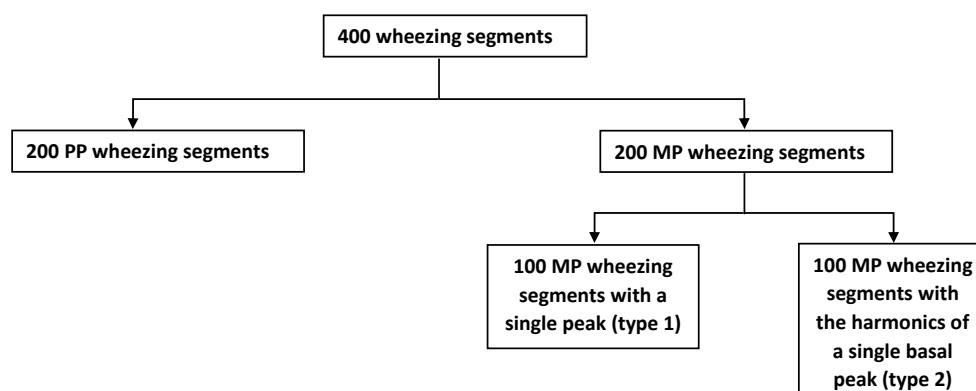 400 wheezing segments
200 PP wheezing segments
200 MP wheezing segments
100 MP wheezing
segments with a
single peak (type 1)
100 MP wheezing
segments with
the harmonics of
a single basal
peak (type 2)